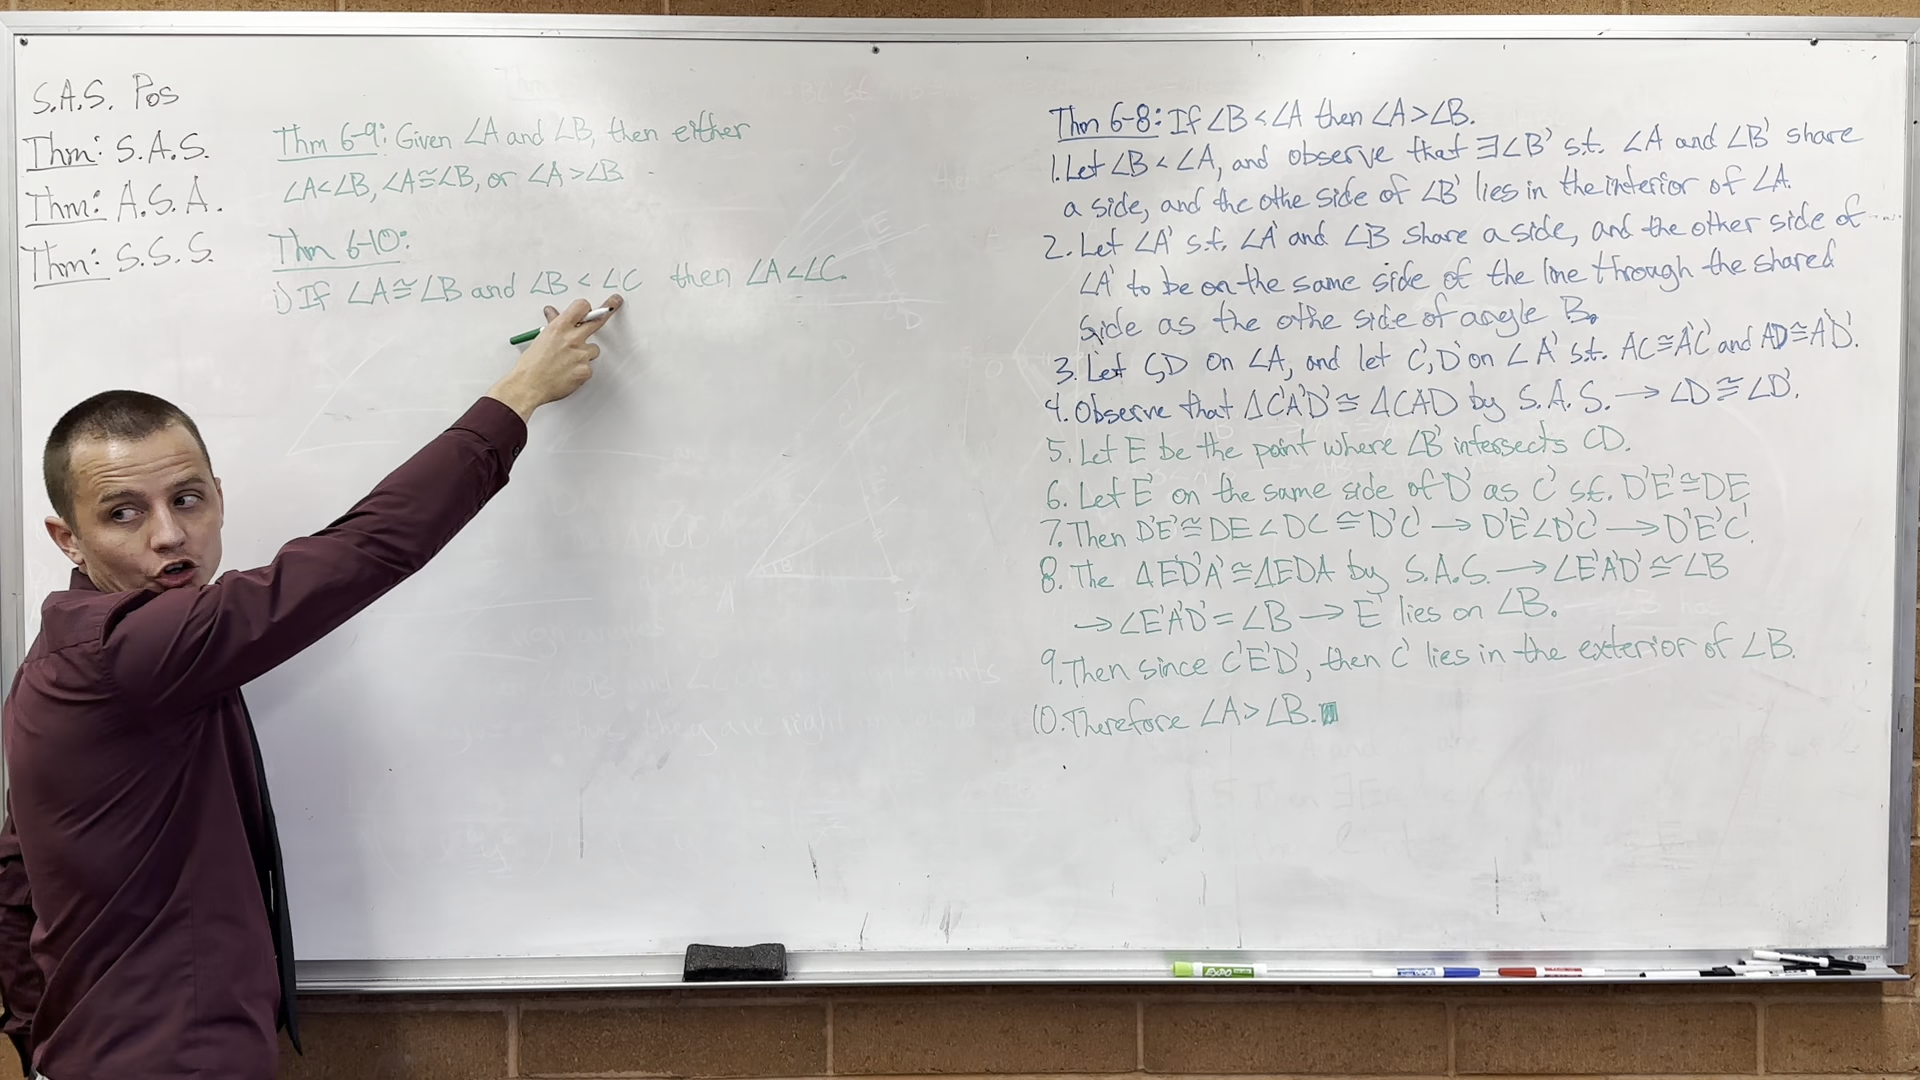 S.A.S. Pos
Thm: S.A.S.
Thm: A.S.A.
Thm: S.S.S.
Thm 6-9: Given ∠A and ∠B, then either
∠A<∠B, ∠A≅∠B, or ∠A>∠B
Thm 6-10:
i) If ∠A≅∠B and ∠B<∠C then ∠A<∠C.
Thm 6-8: If ∠B<∠A then ∠A>∠B.
1. Let ∠B<∠A, and observe that ∃∠B' s.t. ∠A and ∠B' share
a side, and the othe side of ∠B' lies in the interior of ∠A.
2. Let ∠A' s.t. ∠A' and ∠B share a side, and the other side of
∠A' to be on the same side of the line through the shared
side as the othe side of angle B.
3. Let C,D on ∠A, and let C',D' on ∠A' s.t. AC≅A'C' and AD≅A'D'.
4. Observe that ΔC'A'D'≅ΔCAD by S.A.S. → ∠D≅∠D'.
5. Let E be the point where ∠B' intersects CD.
6. Let E' on the same side of D' as C' s.t. D'E'≅DE
7. Then D'E'≅DE<DC≅D'C' → D'E'<D'C' → D'E'C'.
8. The ΔE'D'A'≅ΔEDA by S.A.S. → ∠E'A'D'≅∠B
→ ∠E'A'D'=∠B → E' lies on ∠B.
9. Then since C'E'D', then C' lies in the exterior of ∠B.
10. Therefore ∠A>∠B.
EXPO